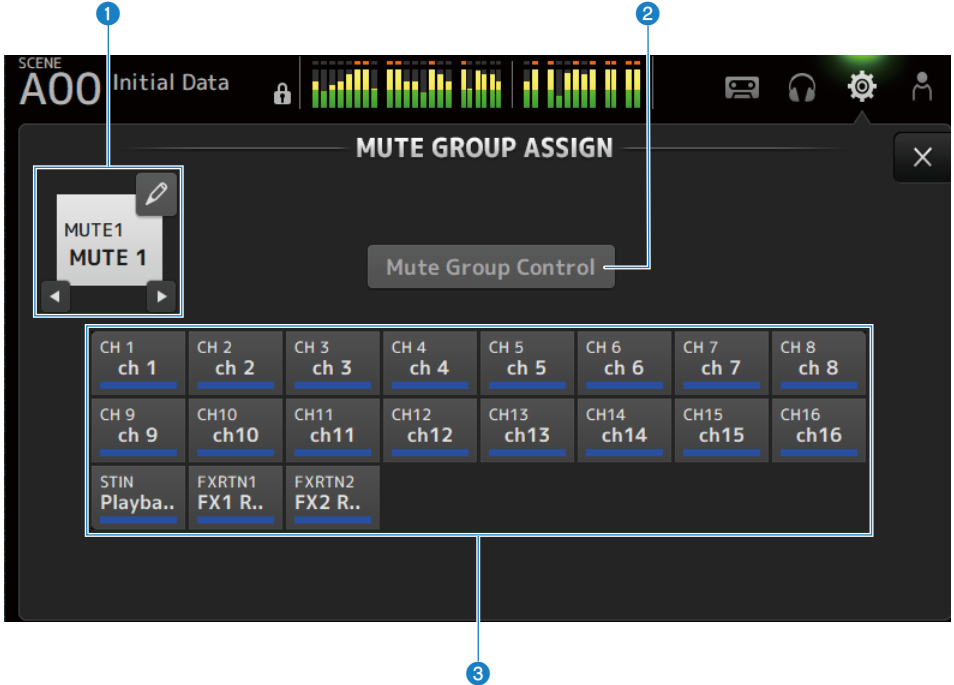 1 2
SCENE
A00 Initial Data
MUTE GROUP ASSIGN
MUTE1
MUTE 1
Mute Group Control
CH 1 CH 2 CH 3 CH 4 CH 5 CH 6 CH 7 CH 8
ch 1 ch 2 ch 3 ch 4 ch 5 ch 6 ch 7 ch 8
CH 9 CH10 CH11 CH12 CH13 CH14 CH15 CH16
ch 9 ch10 ch11 ch12 ch13 ch14 ch15 ch16
STIN FXRTN1 FXRTN2
Playba.. FX1 R.. FX2 R..
3